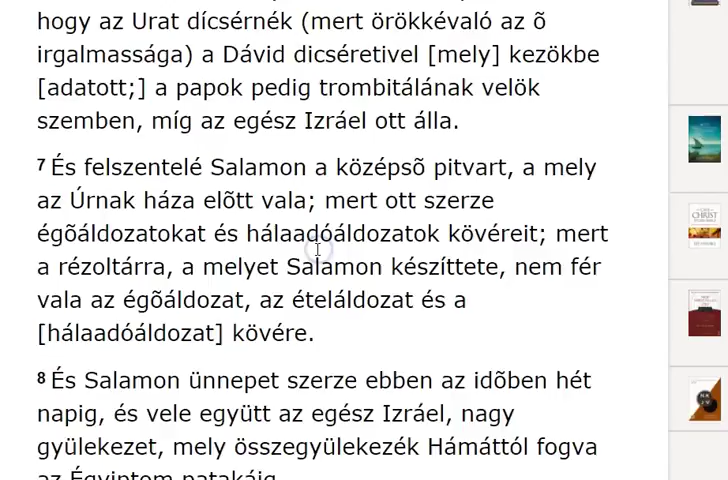 hogy az Urat dícsérnék (mert örökkévaló az õ
irgalmassága) a Dávid dicséretivel [mely] kezökbe
[adatott;] a papok pedig trombitálának velök
szemben, míg az egész Izráel ott álla.
7 És felszentelé Salamon a középsõ pitvart, a mely
az Úrnak háza elõtt vala; mert ott szerze
égõáldozatokat és hálaadóáldozatok kövéreit; mert
a rézoltárra, a melyet Salamon készíttete, nem fér
vala az égõáldozat, az ételáldozat és a
[hálaadóáldozat] kövére.
8 És Salamon ünnepet szerze ebben az idõben hét
napig, és vele együtt az egész Izráel, nagy
gyülekezet, mely összegyülekezék Hámáttól fogva
az Égyiptom patakáig
CHRIST